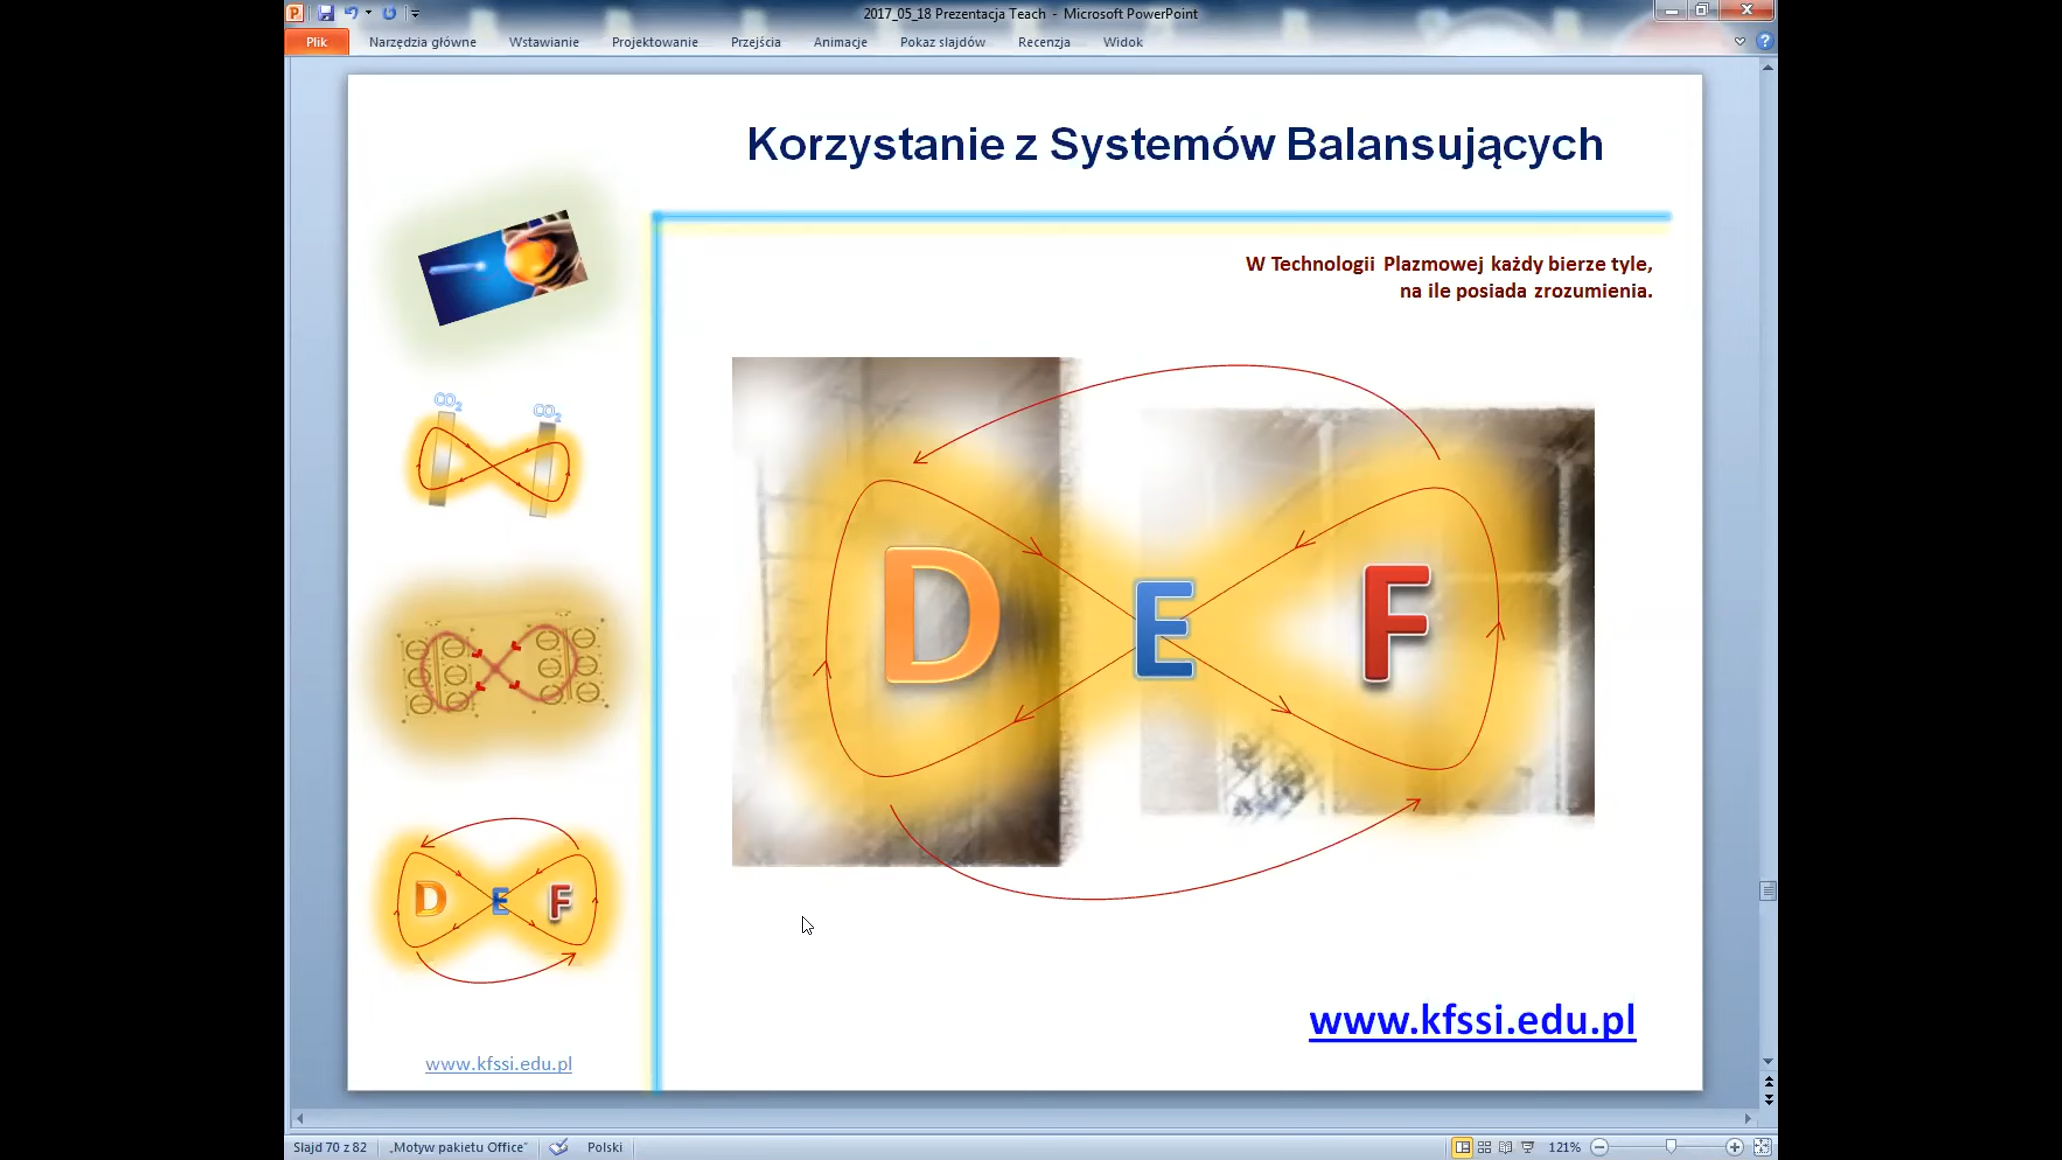 2017_05_18 Prezentacja Teach - Microsoft PowerPoint
Plik Narzędzia główne Wstawianie Projektowanie Przejścia Animacje Pokaz slajdów Recenzja Widok
Korzystanie z Systemów Balansujących
W Technologii Plazmowej każdy bierze tyle,
na ile posiada zrozumienia.
CO2
CO2
D E F
D E F
www.kfssi.edu.pl
www.kfssi.edu.pl
Slajd 70 z 82 „Motyw pakietu Office" Polski 121%